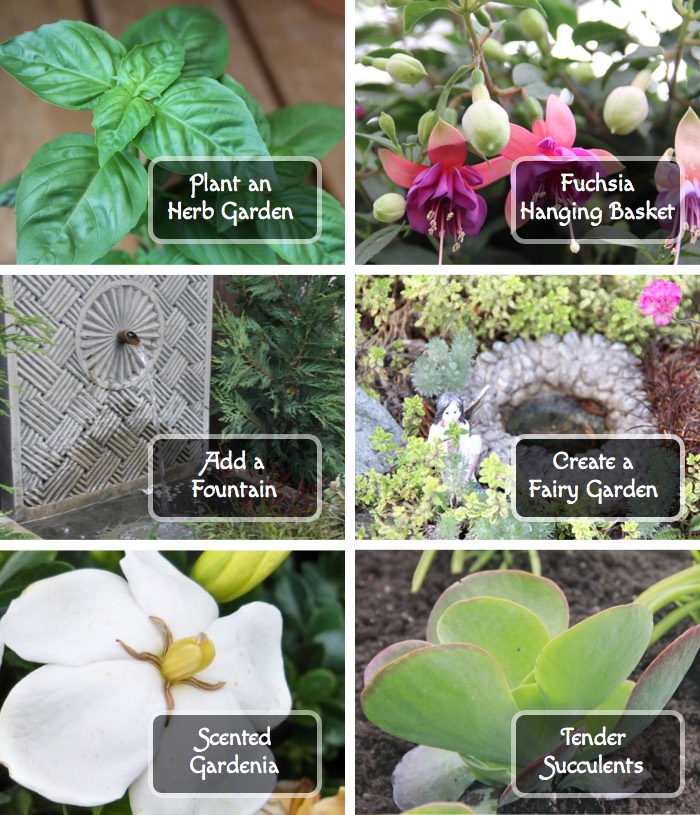 Plant an
Herb Garden
Fuchsia
Hanging Basket
Add a
Fountain
Create a
Fairy Garden
Scented
Gardenia
Tender
Succulents